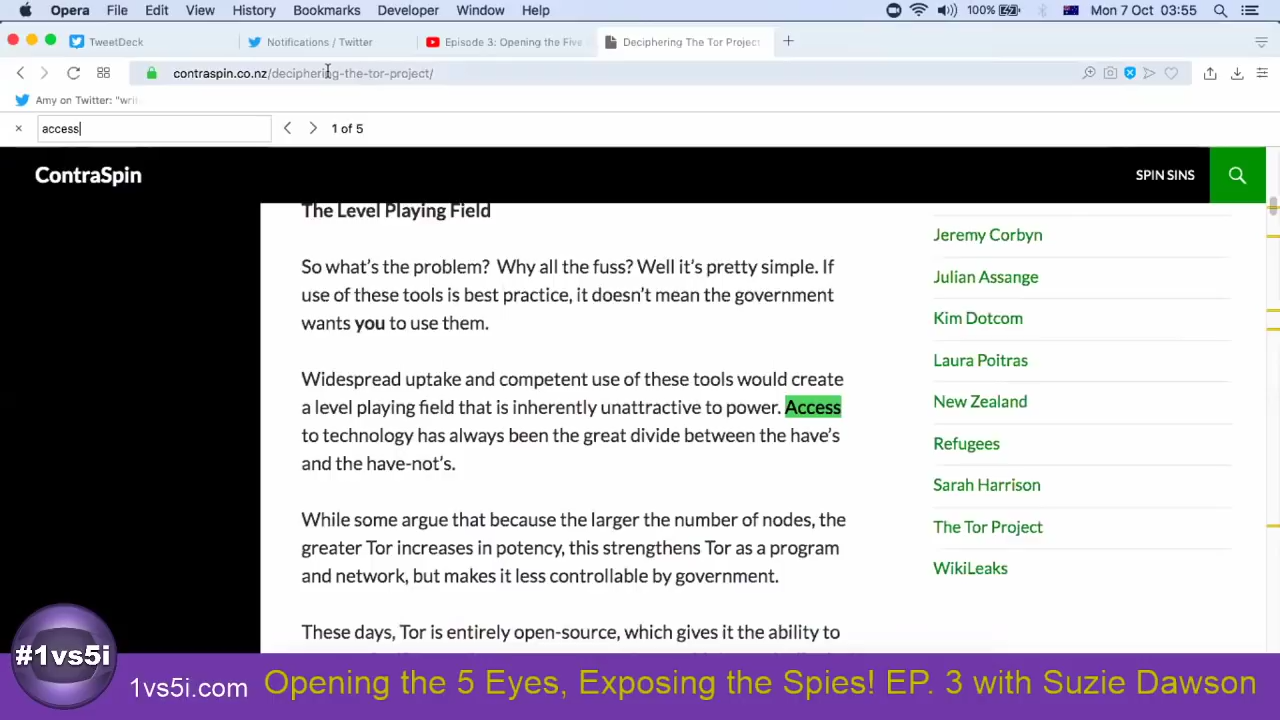 Opera File Edit View History Bookmarks Developer Window Help 100% Mon 7 Oct 03:55
TweetDeck Notifications / Twitter Episode 3: Opening the Five Deciphering The Tor Project
contraspin.co.nz/deciphering-the-tor-project/
Amy on Twitter: "wri
access 1 of 5
ContraSpin SPIN SINS
The Level Playing Field
So what's the problem? Why all the fuss? Well it's pretty simple. If
use of these tools is best practice, it doesn't mean the government
wants you to use them.
Widespread uptake and competent use of these tools would create
a level playing field that is inherently unattractive to power. Access
to technology has always been the great divide between the have's
and the have-not's.
While some argue that because the larger the number of nodes, the
greater Tor increases in potency, this strengthens Tor as a program
and network, but makes it less controllable by government.
These days, Tor is entirely open-source, which gives it the ability to
Jeremy Corbyn
Julian Assange
Kim Dotcom
Laura Poitras
New Zealand
Refugees
Sarah Harrison
The Tor Project
WikiLeaks
#1vs5i
1vs5i.com Opening the 5 Eyes, Exposing the Spies! EP. 3 with Suzie Dawson